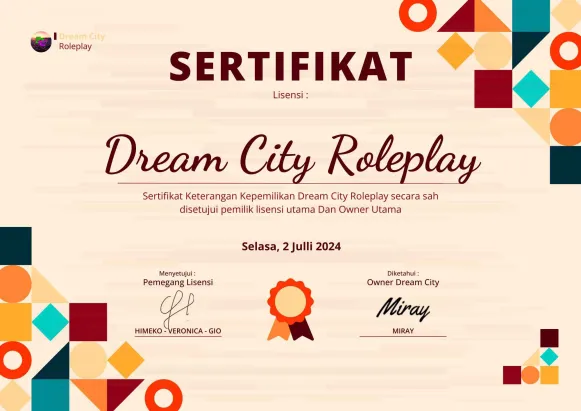 Dream City
Roleplay
SERTIFIKAT
Lisensi :
Dream City Roleplay
Sertifikat Keterangan Kepemilikan Dream City Roleplay secara sah
disetujui pemilik lisensi utama Dan Owner Utama
Selasa, 2 Julli 2024
Menyetujui :
Pemegang Lisensi
HIMEKO - VERONICA - GIO
Diketahui :
Owner Dream City
Miray
MIRAY